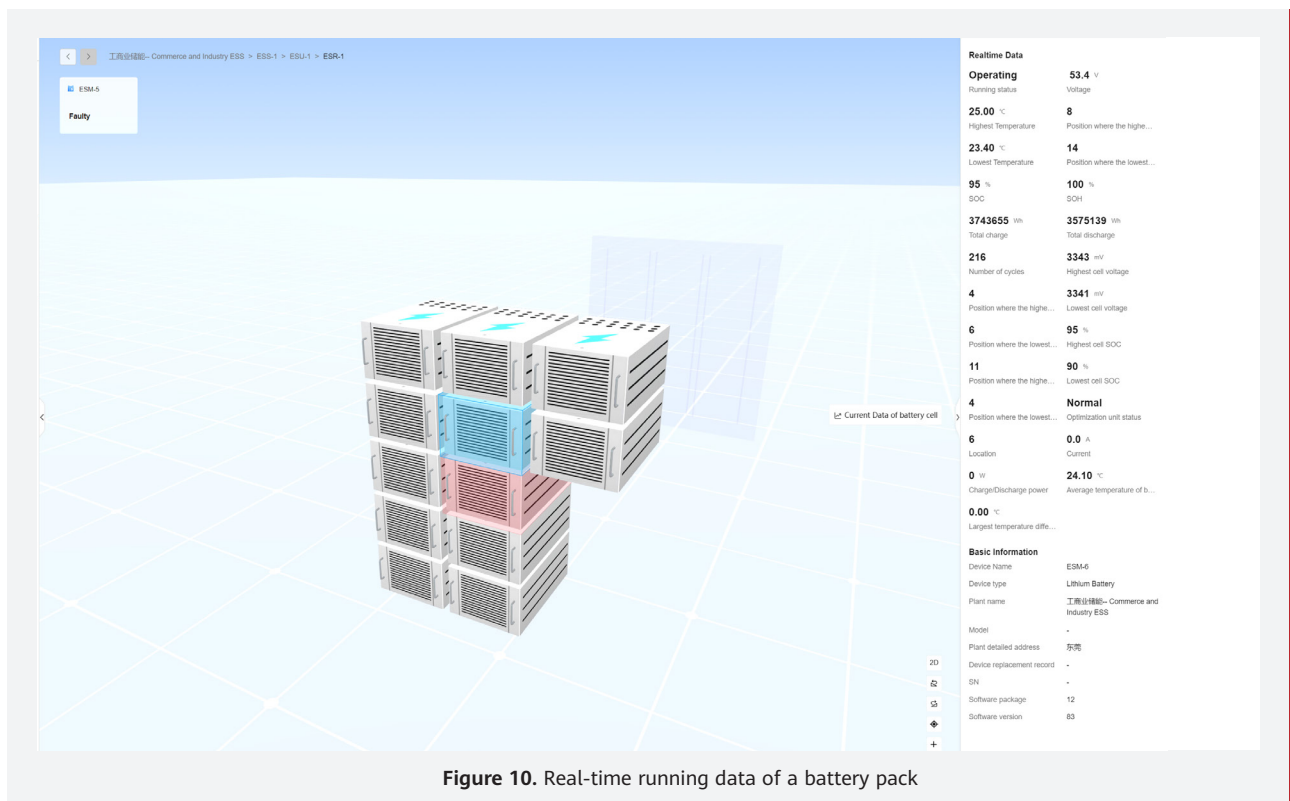 工商业储能-- Commerce and Industry ESS > ESS-1 > ESU-1 > ESR-1
ESM-5
Faulty
Current Data of battery cell
2D
Realtime Data
Operating 53.4 V
Running status Voltage
25.00 ℃ 8
Highest Temperature Position where the highe...
23.40 ℃ 14
Lowest Temperature Position where the lowest...
95 % 100 %
SOC SOH
3743655 Wh 3575139 Wh
Total charge Total discharge
216 3343 mV
Number of cycles Highest cell voltage
4 3341 mV
Position where the highe... Lowest cell voltage
6 95 %
Position where the lowest... Highest cell SOC
11 90 %
Position where the highe... Lowest cell SOC
4 Normal
Position where the lowest... Optimization unit status
6 0.0 A
Location Current
0 W 24.10 ℃
Charge/Discharge power Average temperature of b...
0.00 ℃
Largest temperature diffe...
Basic Information
Device Name ESM-6
Device type Lithium Battery
Plant name 工商业储能-- Commerce and
Industry ESS
Model -
Plant detailed address 东莞
Device replacement record -
SN -
Software package 12
Software version 83
Figure 10. Real-time running data of a battery pack